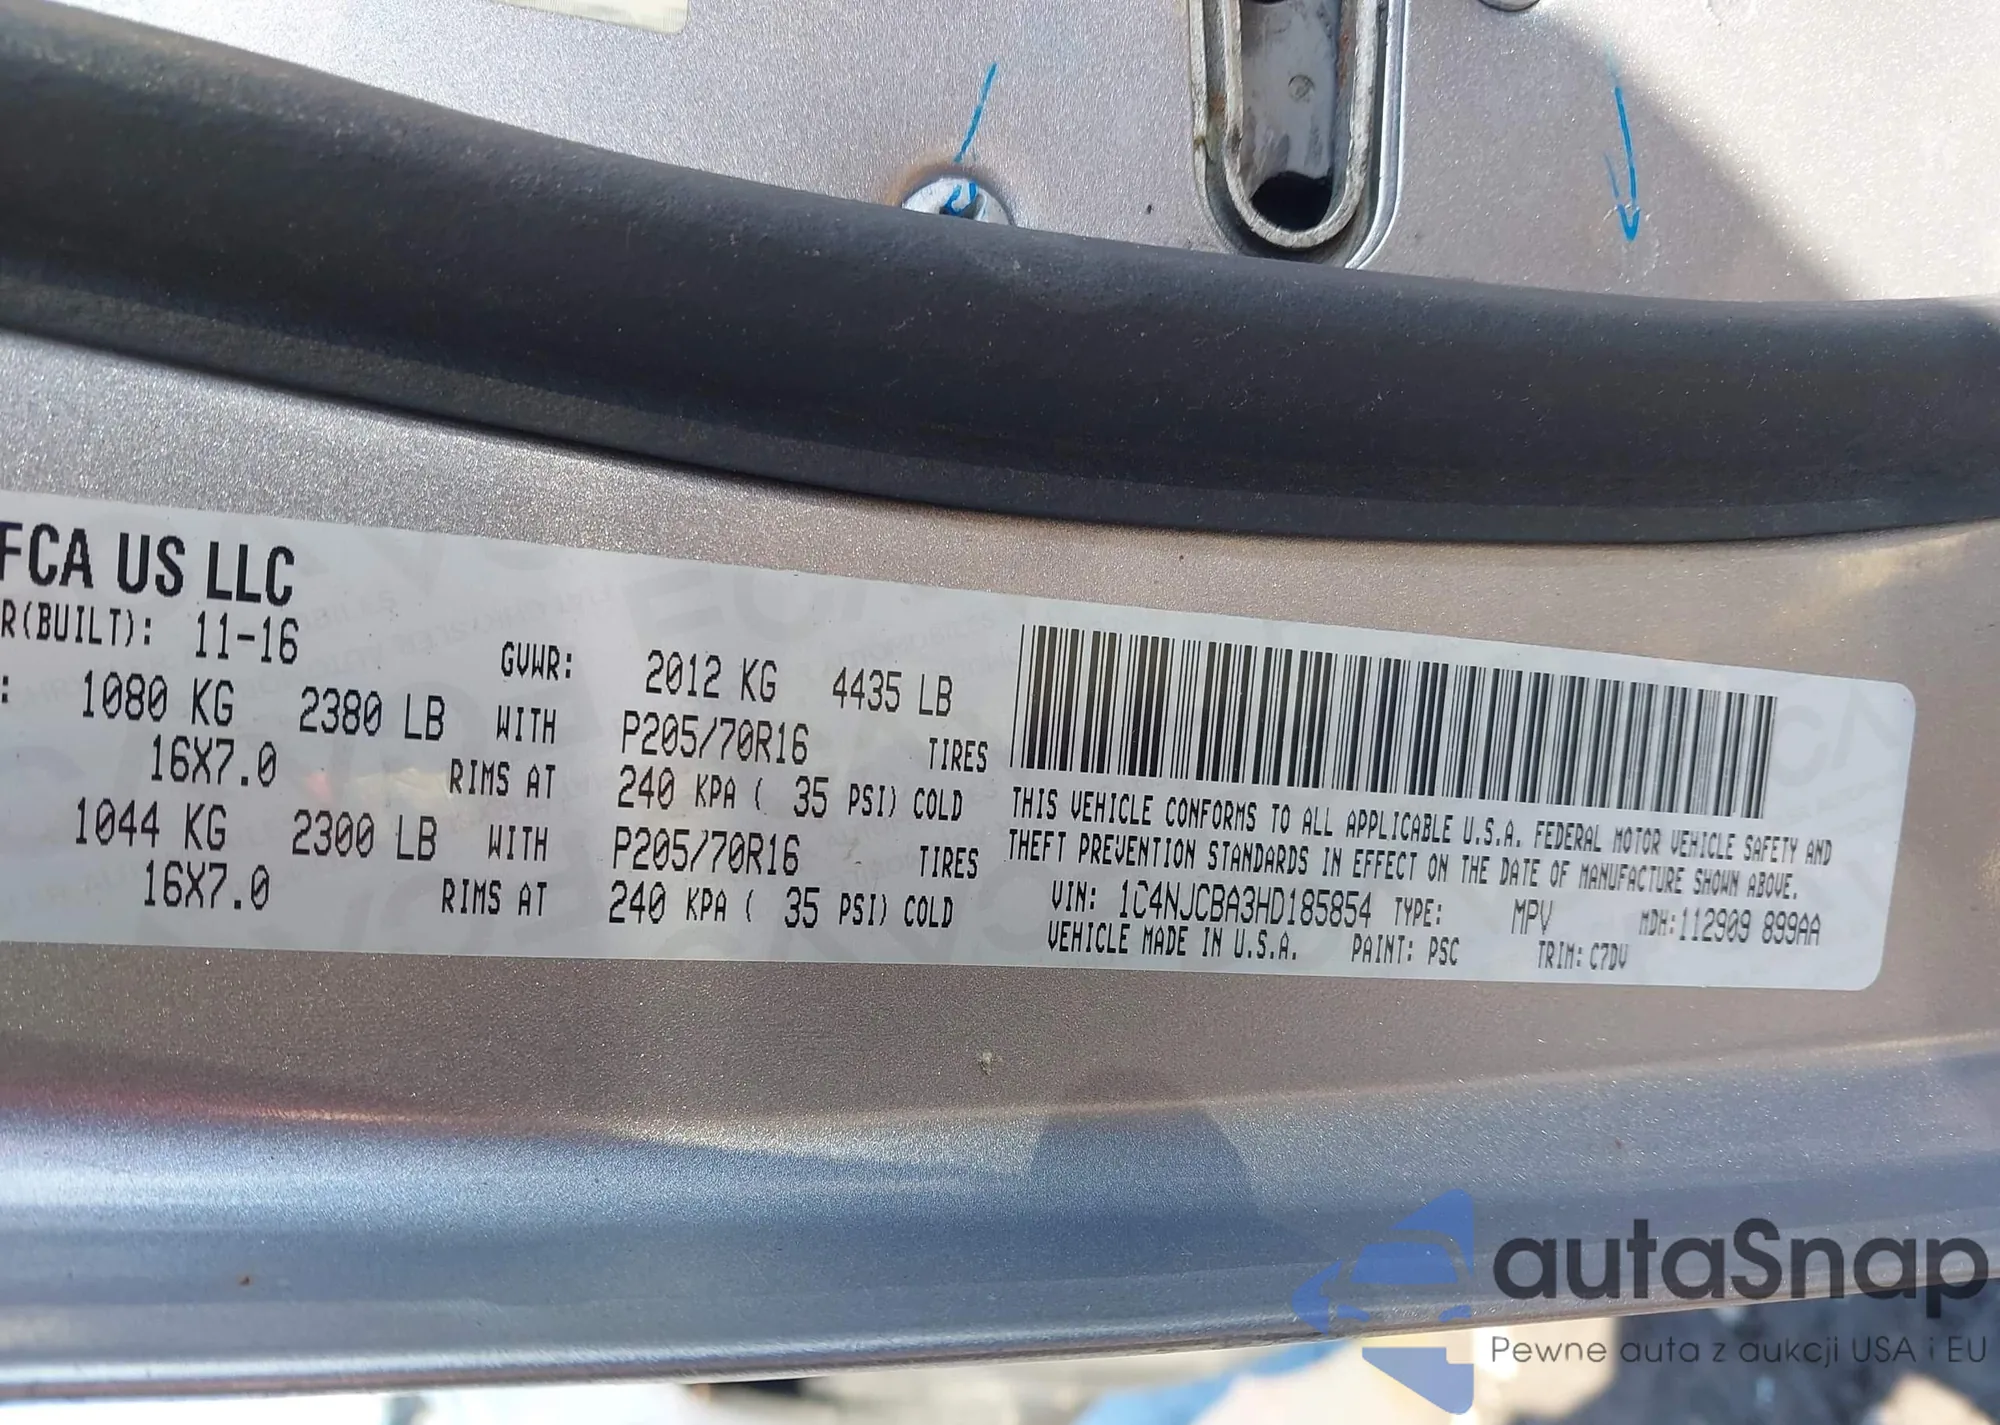 FCA US LLC
R(BUILT): 11-16
GVWR: 2012 KG 4435 LB
: 1080 KG 2380 LB WITH P205/70R16 TIRES
16X7.0 RIMS AT 240 KPA ( 35 PSI) COLD
1044 KG 2300 LB WITH P205/70R16 TIRES
16X7.0 RIMS AT 240 KPA ( 35 PSI) COLD
THIS VEHICLE CONFORMS TO ALL APPLICABLE U.S.A. FEDERAL MOTOR VEHICLE SAFETY AND
THEFT PREVENTION STANDARDS IN EFFECT ON THE DATE OF MANUFACTURE SHOWN ABOVE.
VIN: 1C4NJCBA3HD185854 TYPE: MPV MDH: 112909 899AA
VEHICLE MADE IN U.S.A. PAINT: PSC TRIM: C7DV
autaSnap
Pewne auta z aukcji USA i EU